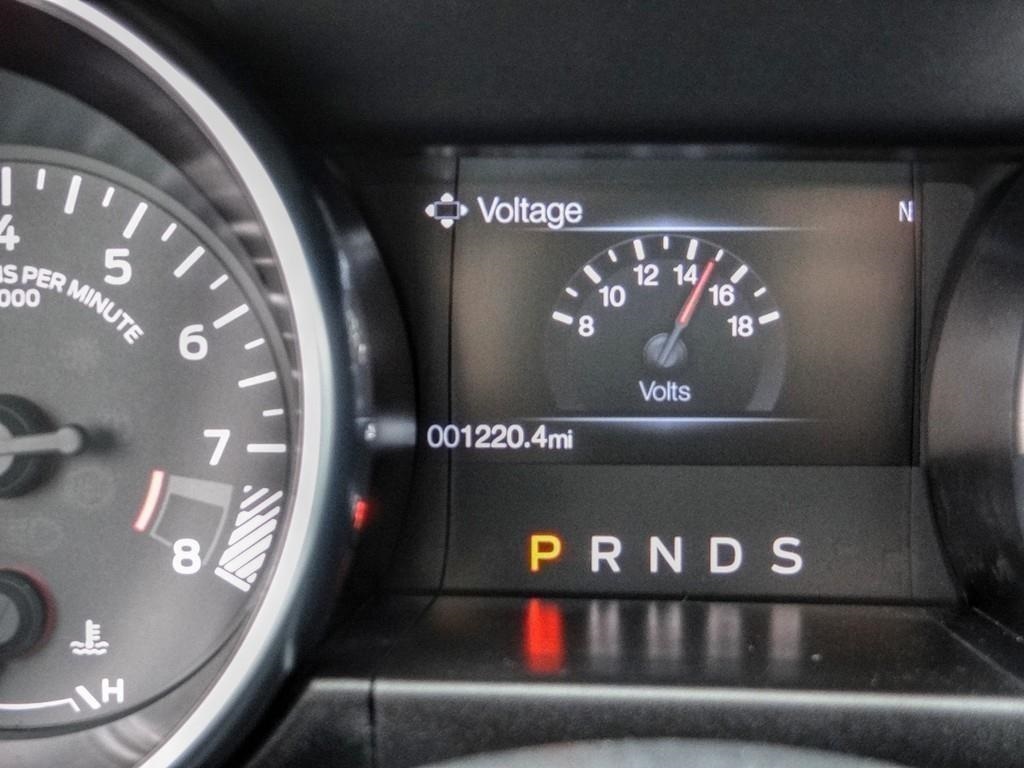 Voltage
N
8 10 12 14 16 18
Volts
001220.4mi
P R N D S
4 5 6 7 8
PER MINUTE
000
H